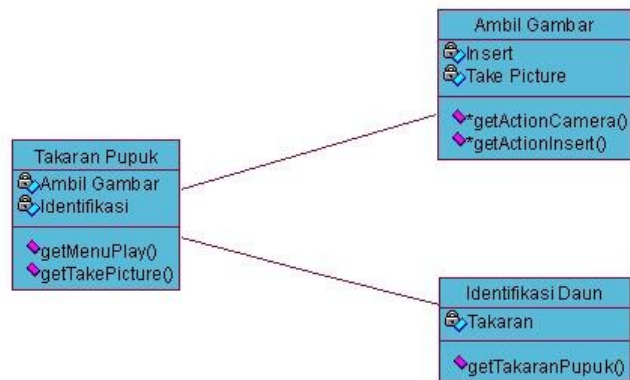 Ambil Gambar
Insert
Take Picture
*getActionCamera()
*getActionInsert()
Takaran Pupuk
Ambil Gambar
Identifikasi
getMenuPlay()
getTakePicture()
Identifikasi Daun
Takaran
getTakaranPupuk()